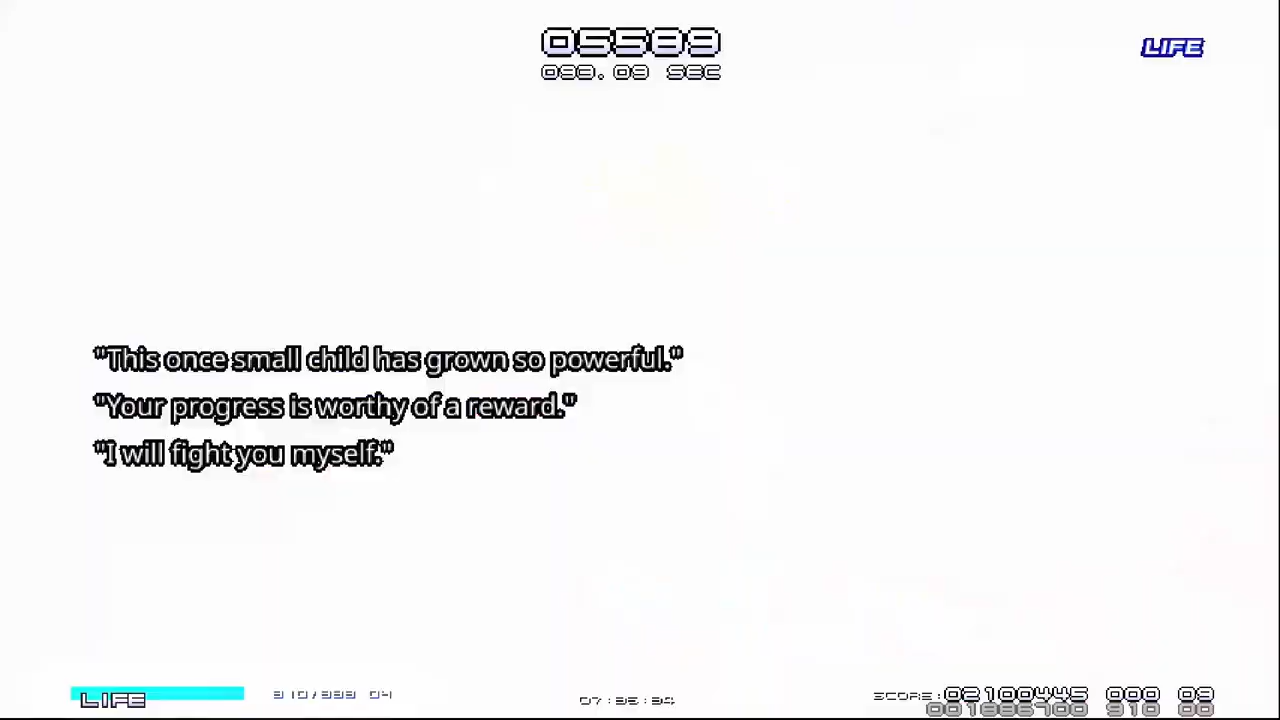 05589
099.09 SEC
LIFE
"This once small child has grown so powerful."
"Your progress is worthy of a reward."
"I will fight you myself."
LIFE
SCORE:02100445 000 09